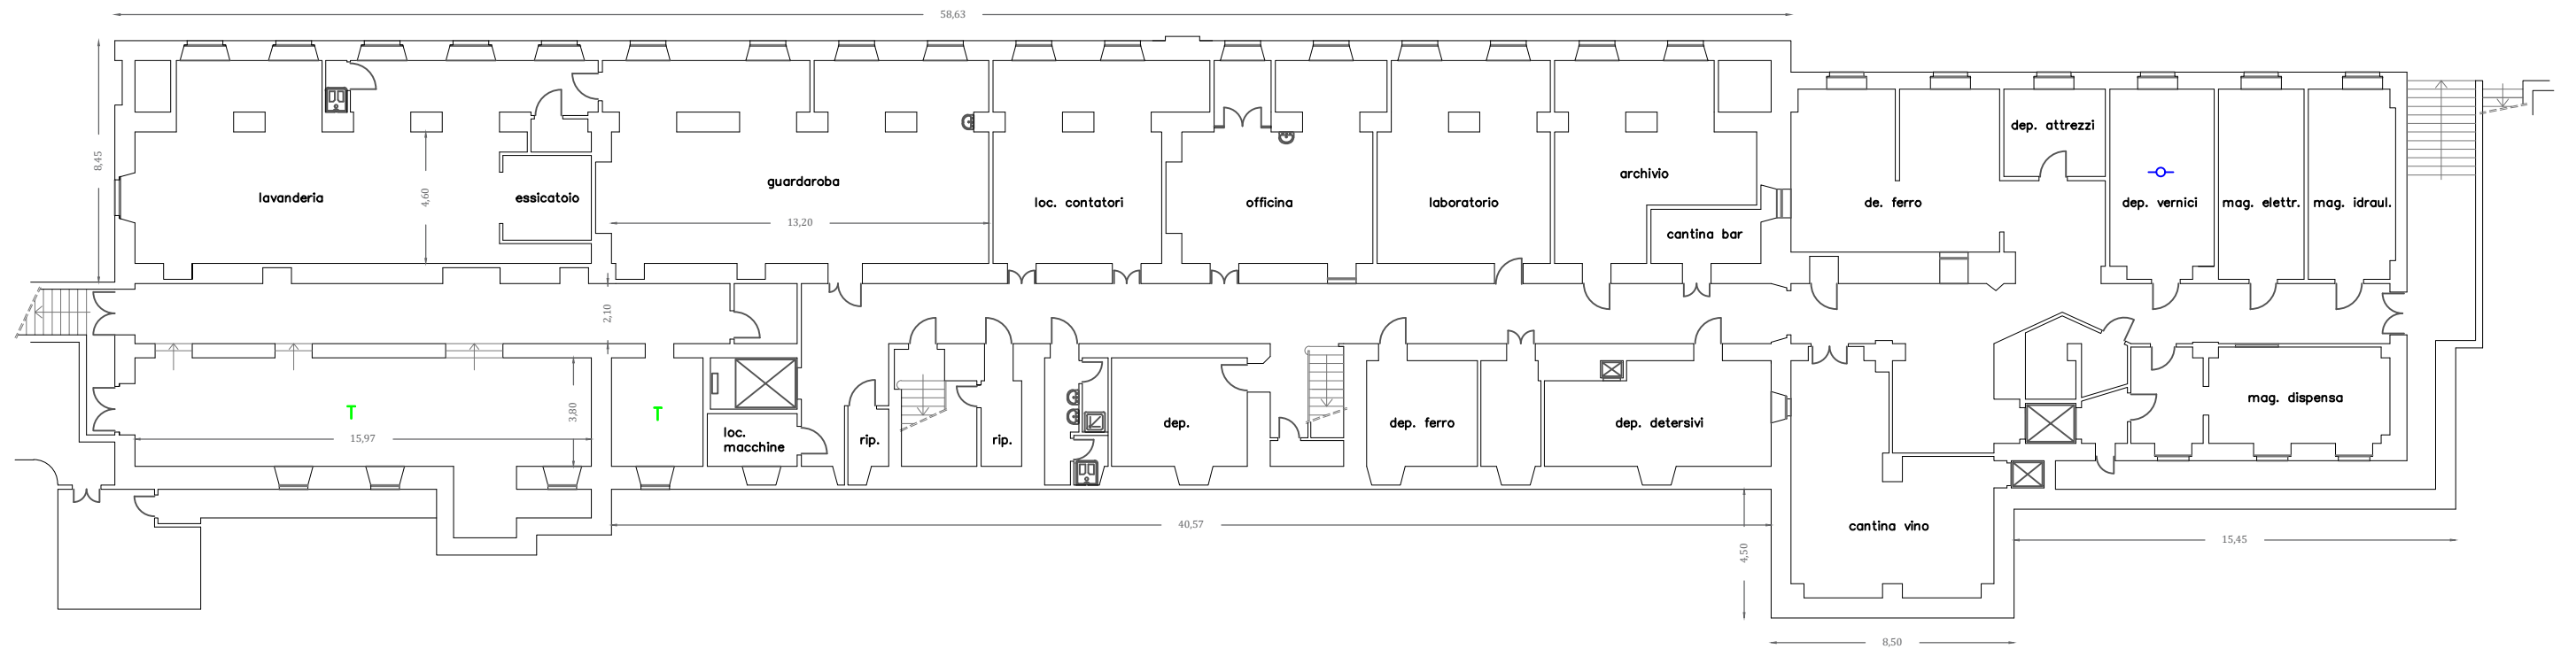 58,63
8,45
dep. attrezzi
guardaroba
archivio
lavanderia
4,60
essicatoio
loc. contatori
officina
laboratorio
de. ferro
dep. vernici
mag. elettr.
mag. idraul.
13,20
cantina bar
2,10
T
T
3,80
15,97
loc.
macchine
rip.
rip.
dep.
dep. ferro
dep. detersivi
mag. dispensa
40,57
cantina vino
4,50
15,45
8,50